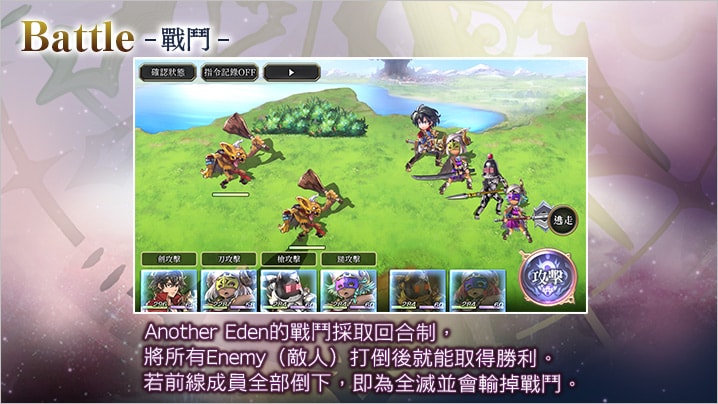 Battle -戰鬥-
確認狀態 指令記錄OFF
逃走
劍攻擊 刀攻擊 槍攻擊 鎚攻擊
攻擊
Another Eden的戰鬥採取回合制，
將所有Enemy（敵人）打倒後就能取得勝利。
若前線成員全部倒下，即為全滅並會輸掉戰鬥。